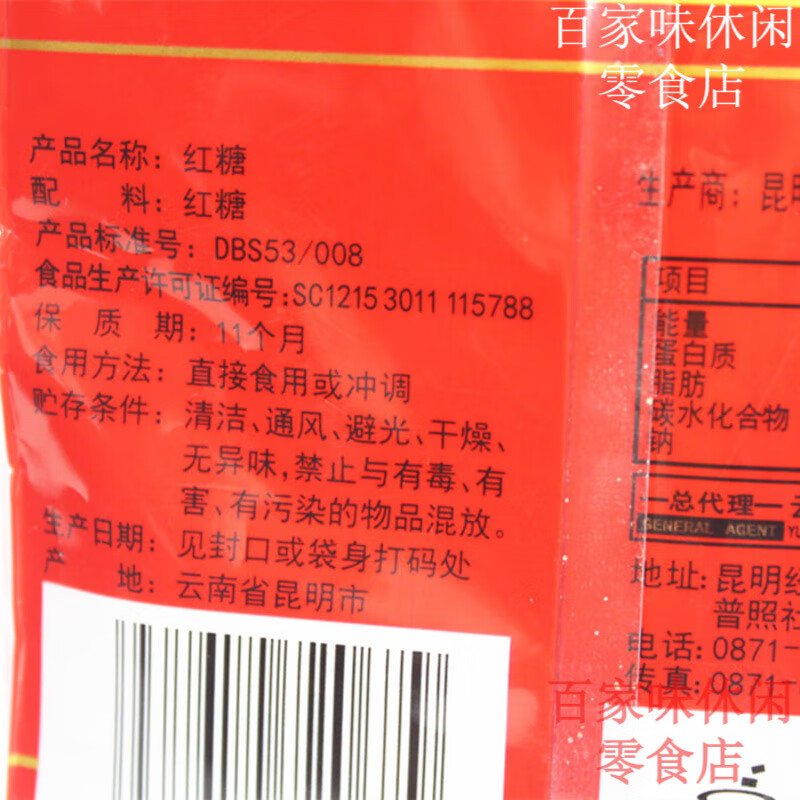 百家味休闲
零食店
产品名称：红糖
配 料：红糖
产品标准号：DBS53/008
食品生产许可证编号：SC1215 3011 115788
保 质 期：11个月
食用方法：直接食用或冲调
贮存条件：清洁、通风、避光、干燥、
无异味，禁止与有毒、有
害、有污染的物品混放。
生产日期：见封口或袋身打码处
产 地：云南省昆明市
生产商：昆明
项目
能量
蛋白质
脂肪
碳水化合物
钠
一总代理一
GENERAL AGENT YU
地址：昆明经
普照社
电话：0871-
传真：0871-
百家味休闲
零食店